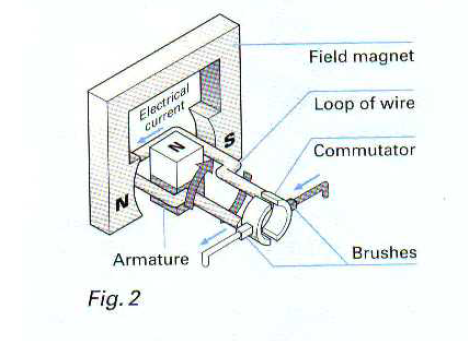 Field magnet
Electrical
current
Loop of wire
N
S
Commutator
N
Armature
Brushes
Fig. 2